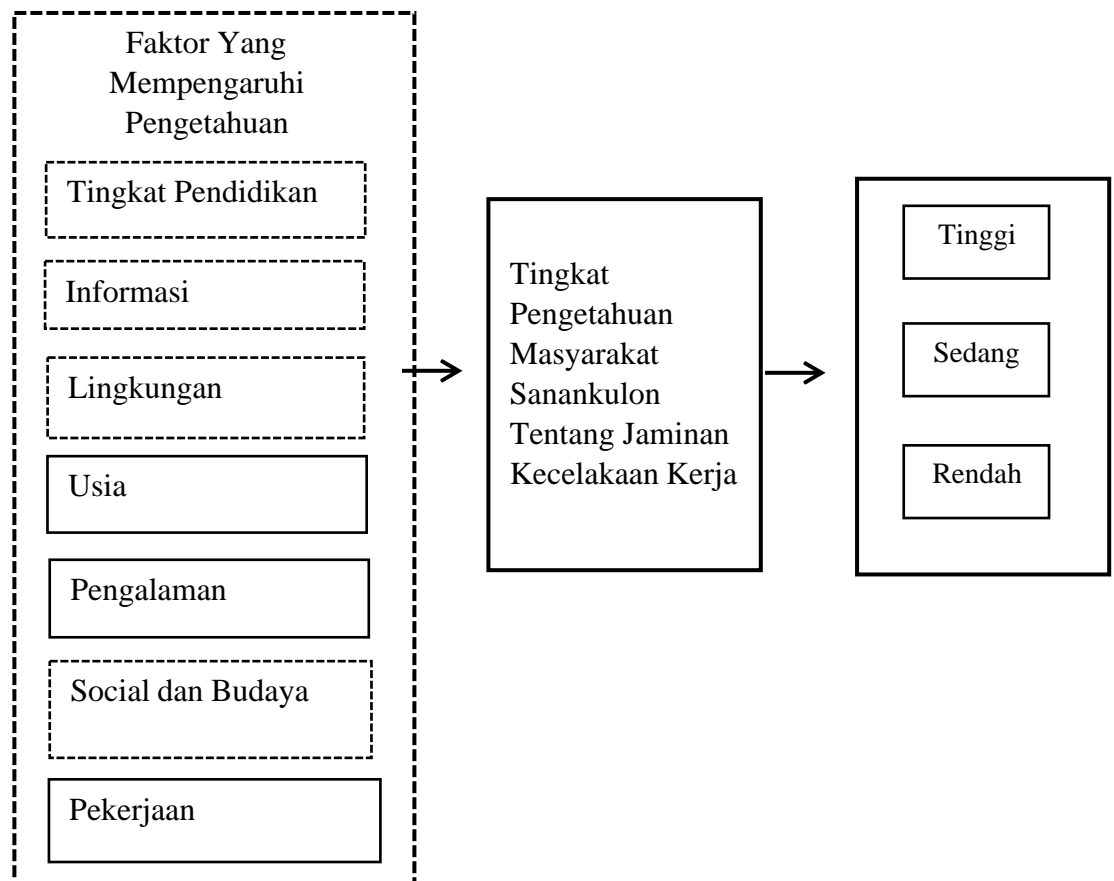 Faktor Yang
Mempengaruhi
Pengetahuan
Tingkat Pendidikan
Informasi
Lingkungan
Usia
Pengalaman
Social dan Budaya
Pekerjaan
Tingkat
Pengetahuan
Masyarakat
Sanankulon
Tentang Jaminan
Kecelakaan Kerja
Tinggi
Sedang
Rendah